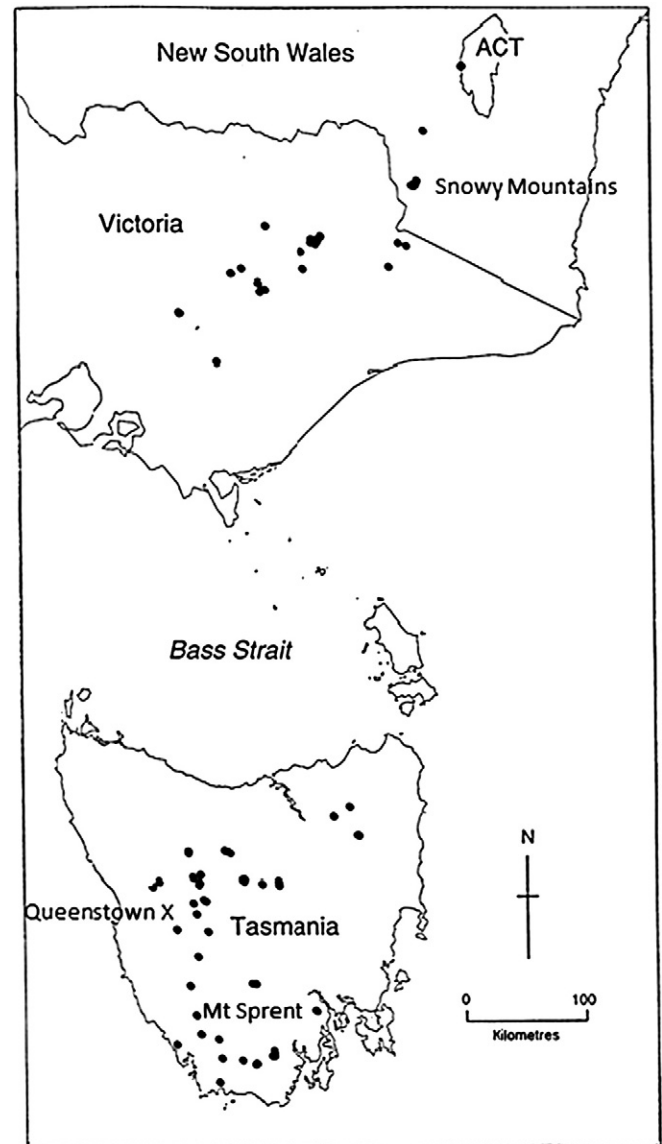 New South Wales
ACT
Snowy Mountains
Victoria
Bass Strait
N
Queenstown X
Tasmania
Mt Sprent
0 100
Kilometres